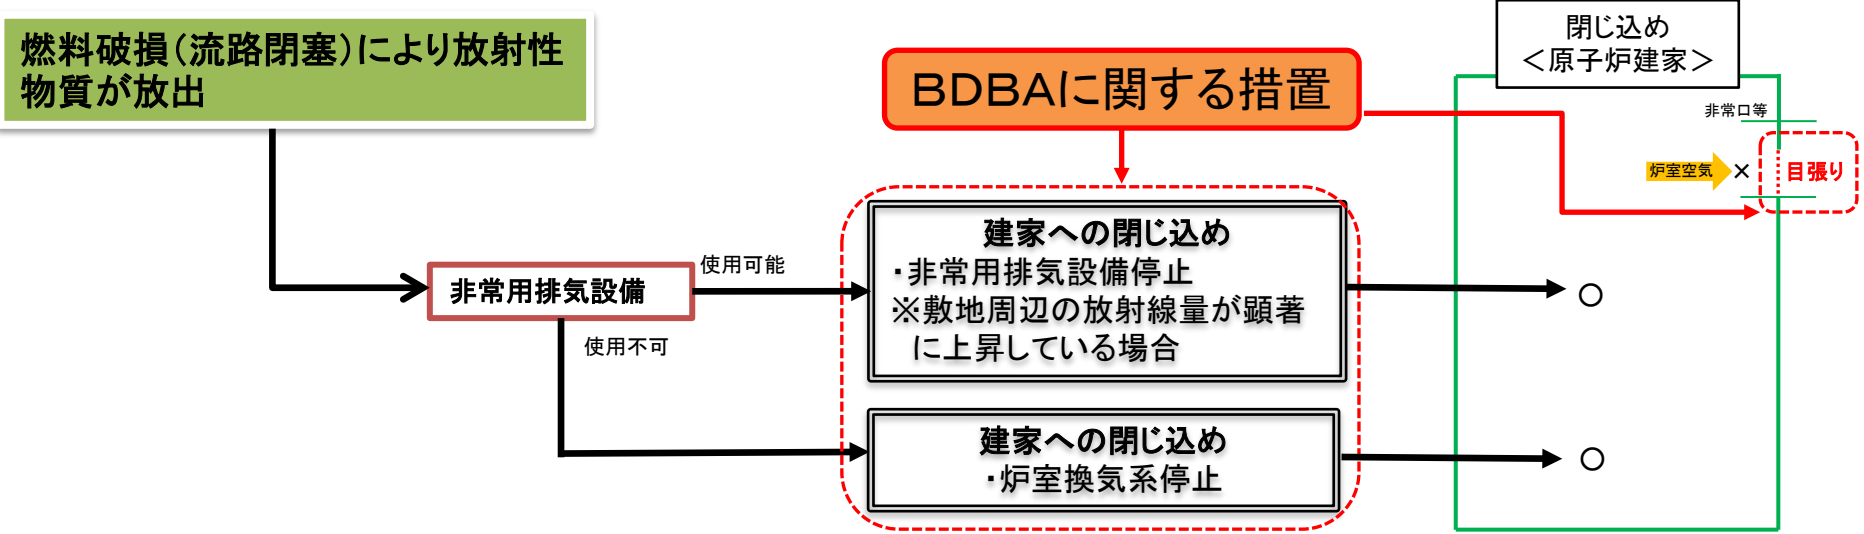 燃料破損(流路閉塞)により放射性
物質が放出
BDBAに関する措置
閉じ込め
＜原子炉建家＞
非常口等
炉室空気
×
目張り
非常用排気設備
使用可能
使用不可
建家への閉じ込め
・非常用排気設備停止
※敷地周辺の放射線量が顕著
に上昇している場合
○
建家への閉じ込め
・炉室換気系停止
○